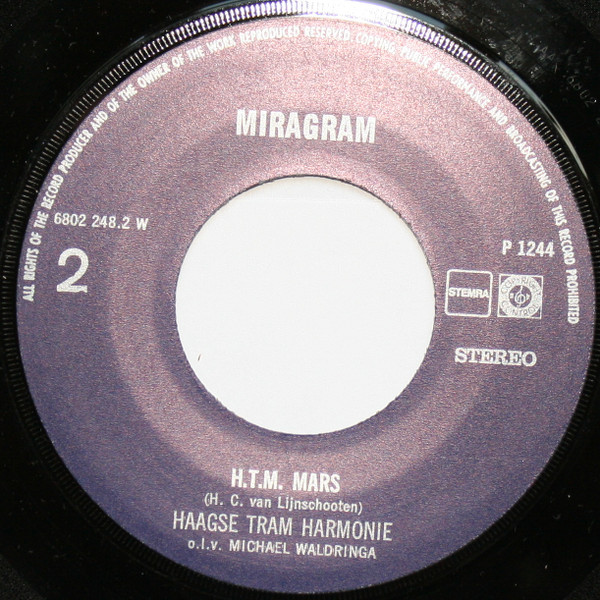 ALL RIGHTS OF THE RECORD PRODUCER AND OF THE OWNER OF THE WORK REPRODUCED RESERVED. COPYING, PUBLIC PERFORMANCE AND BROADCASTING OF THIS RECORD PROHIBITED
MIRAGRAM
6802 248.2 W
2
P 1244
STEMRA
STEREO
H.T.M. MARS
(H. C. van Lijnschooten)
HAAGSE TRAM HARMONIE
o.l.v. MICHAEL WALDRINGA